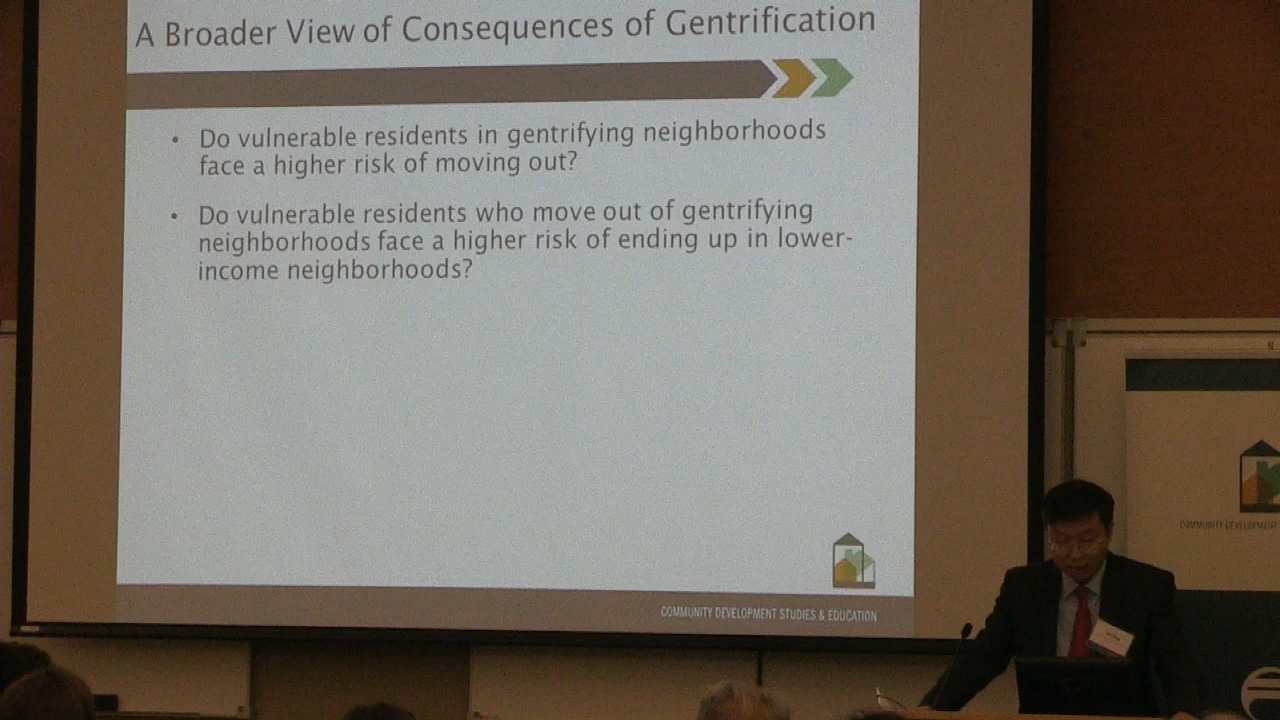 A Broader View of Consequences of Gentrification
• Do vulnerable residents in gentrifying neighborhoods
face a higher risk of moving out?
• Do vulnerable residents who move out of gentrifying
neighborhoods face a higher risk of ending up in lower-
income neighborhoods?
COMMUNITY DEVELOPMENT STUDIES & EDUCATION
COMMUNITY DEVELOPMENT